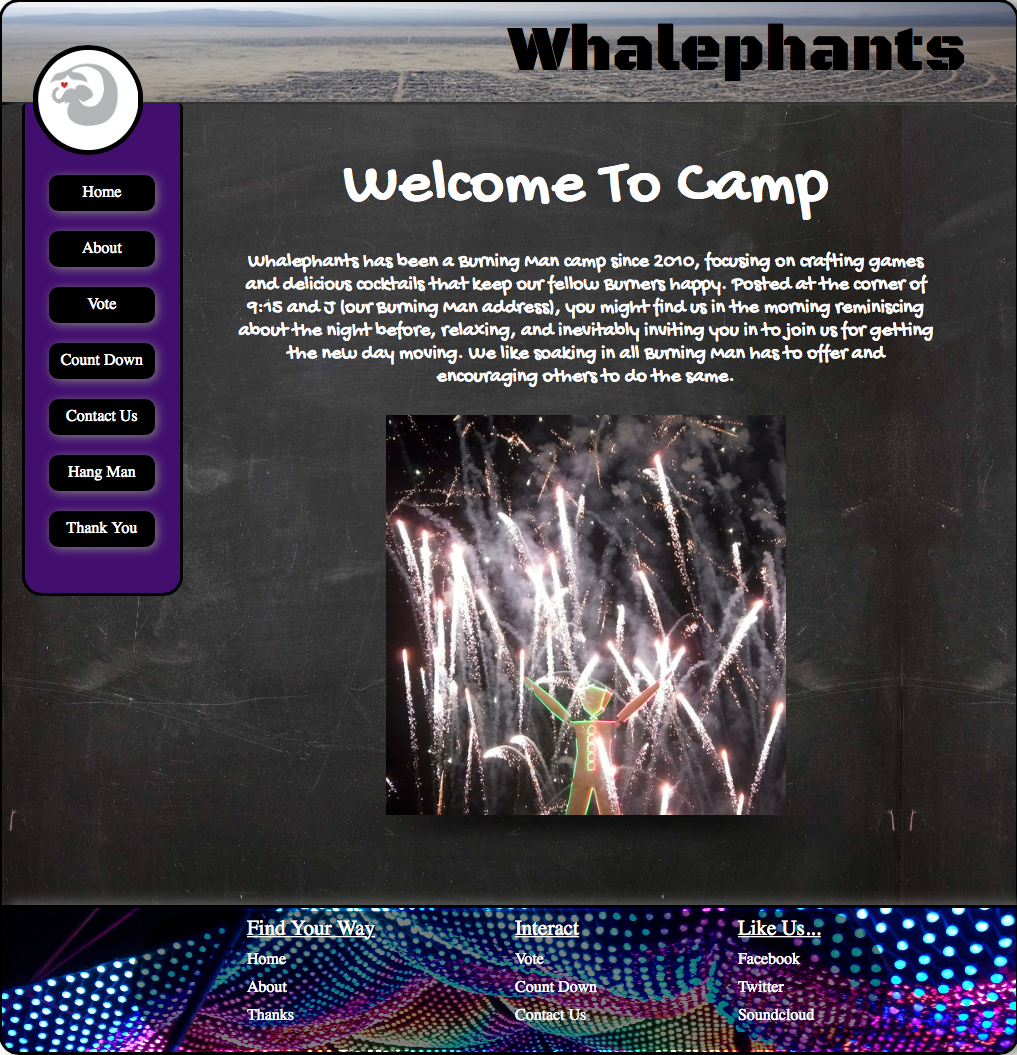 Whalephants
Home
About
Vote
Count Down
Contact Us
Hang Man
Thank You
Welcome To Camp
Whalephants has been a Burning Man camp since 2010, focusing on crafting games
and delicious cocktails that keep our fellow Burners happy. Posted at the corner of
9:15 and J (our Burning Man address), you might find us in the morning reminiscing
about the night before, relaxing, and inevitably inviting you in to join us for getting
the new day moving. We like soaking in all Burning Man has to offer and
encouraging others to do the same.
Find Your Way
Home
About
Thanks
Interact
Vote
Count Down
Contact Us
Like Us...
Facebook
Twitter
Soundcloud